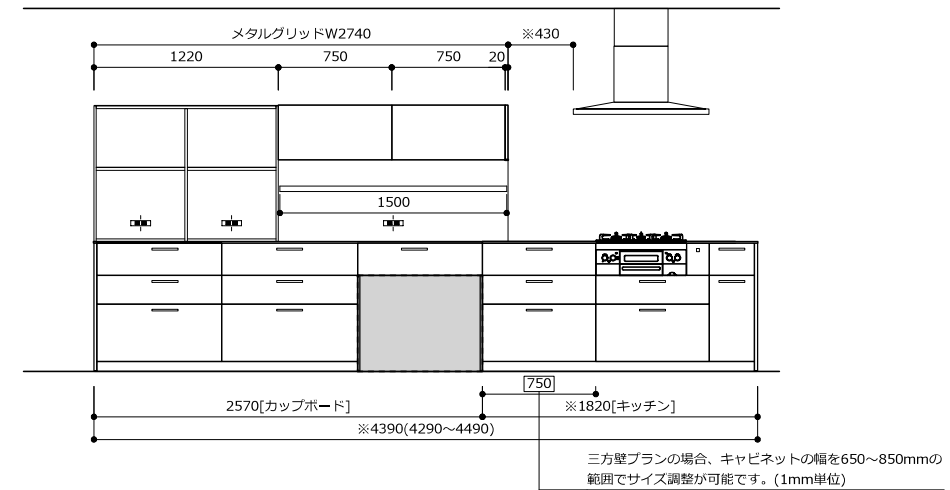 メタルグリッドW2740
※430
1220
750
750
20
1500
750
2570[カップボード]
※1820[キッチン]
※4390(4290～4490)
三方壁プランの場合、キャビネットの幅を650～850mmの
範囲でサイズ調整が可能です。(1mm単位)